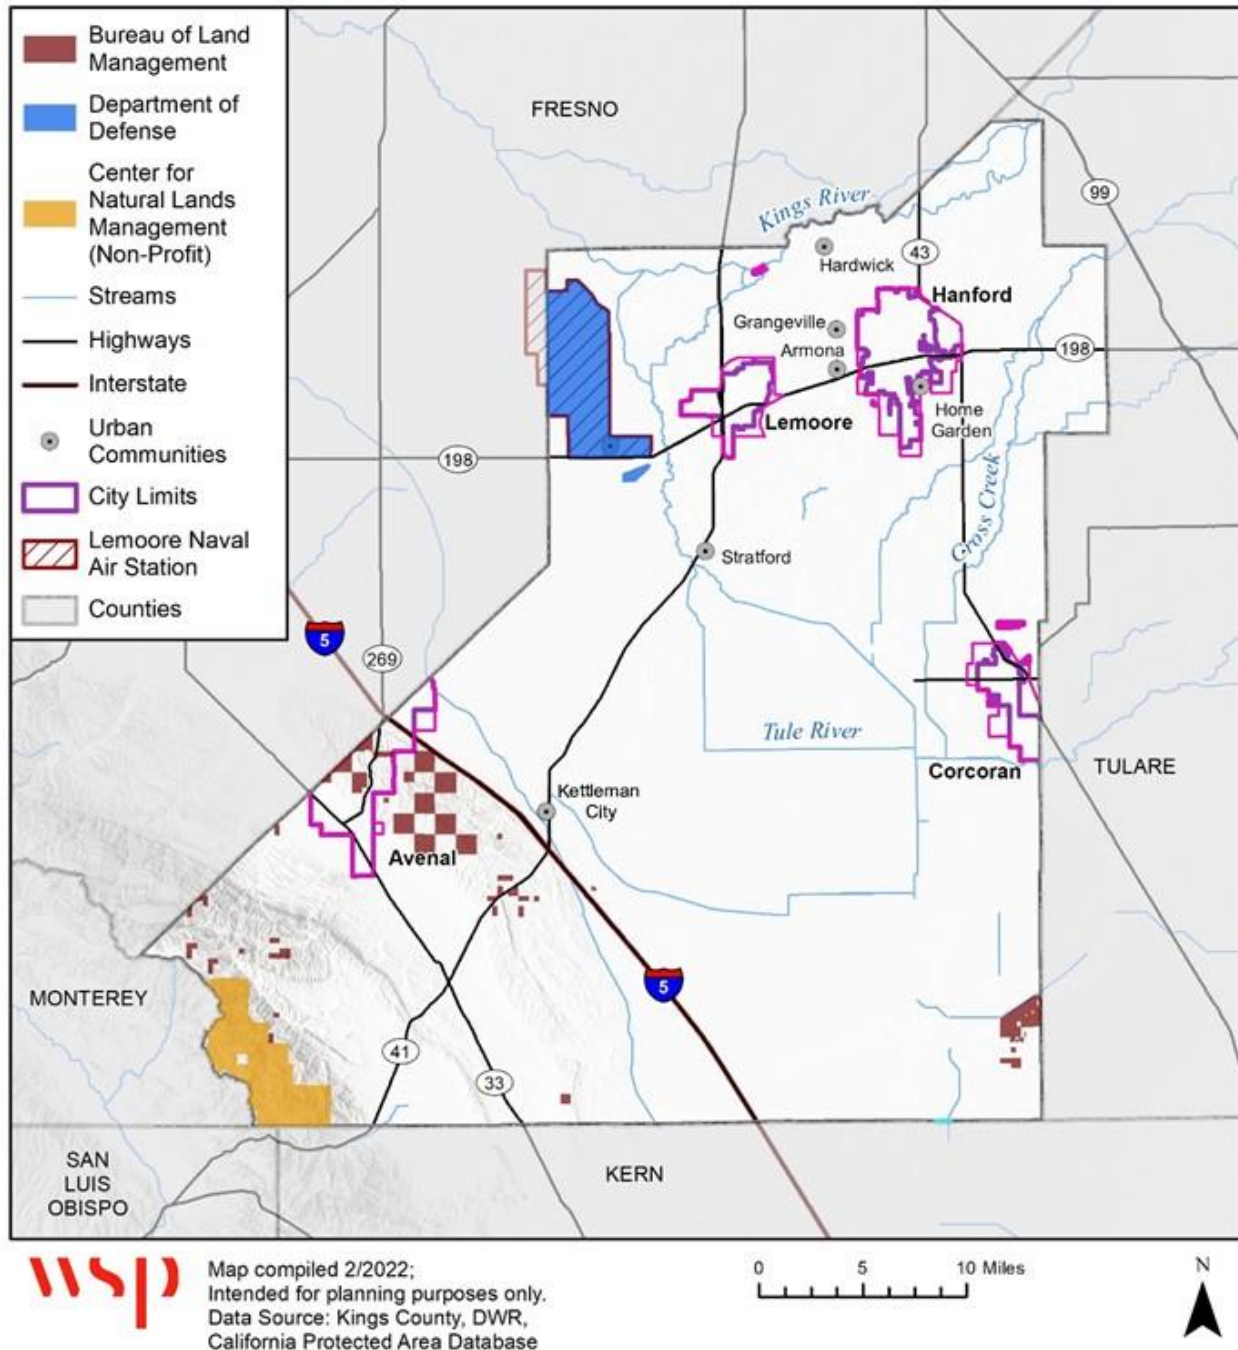 Bureau of Land
Management
Department of
Defense
Center for
Natural Lands
Management
(Non-Profit)
Streams
Highways
Interstate
Urban
Communities
City Limits
Lemoore Naval
Air Station
Counties
FRESNO
99
Kings River
Hardwick
43
Hanford
Grangeville
Armona
198
Lemoore
Home
Garden
198
Cross Creek
Stratford
5
269
Tule River
Corcoran
TULARE
Kettleman
City
Avenal
5
MONTEREY
41
33
SAN
LUIS
OBISPO
KERN
wsp
Map compiled 2/2022;
Intended for planning purposes only.
Data Source: Kings County, DWR,
California Protected Area Database
0 5 10 Miles
N